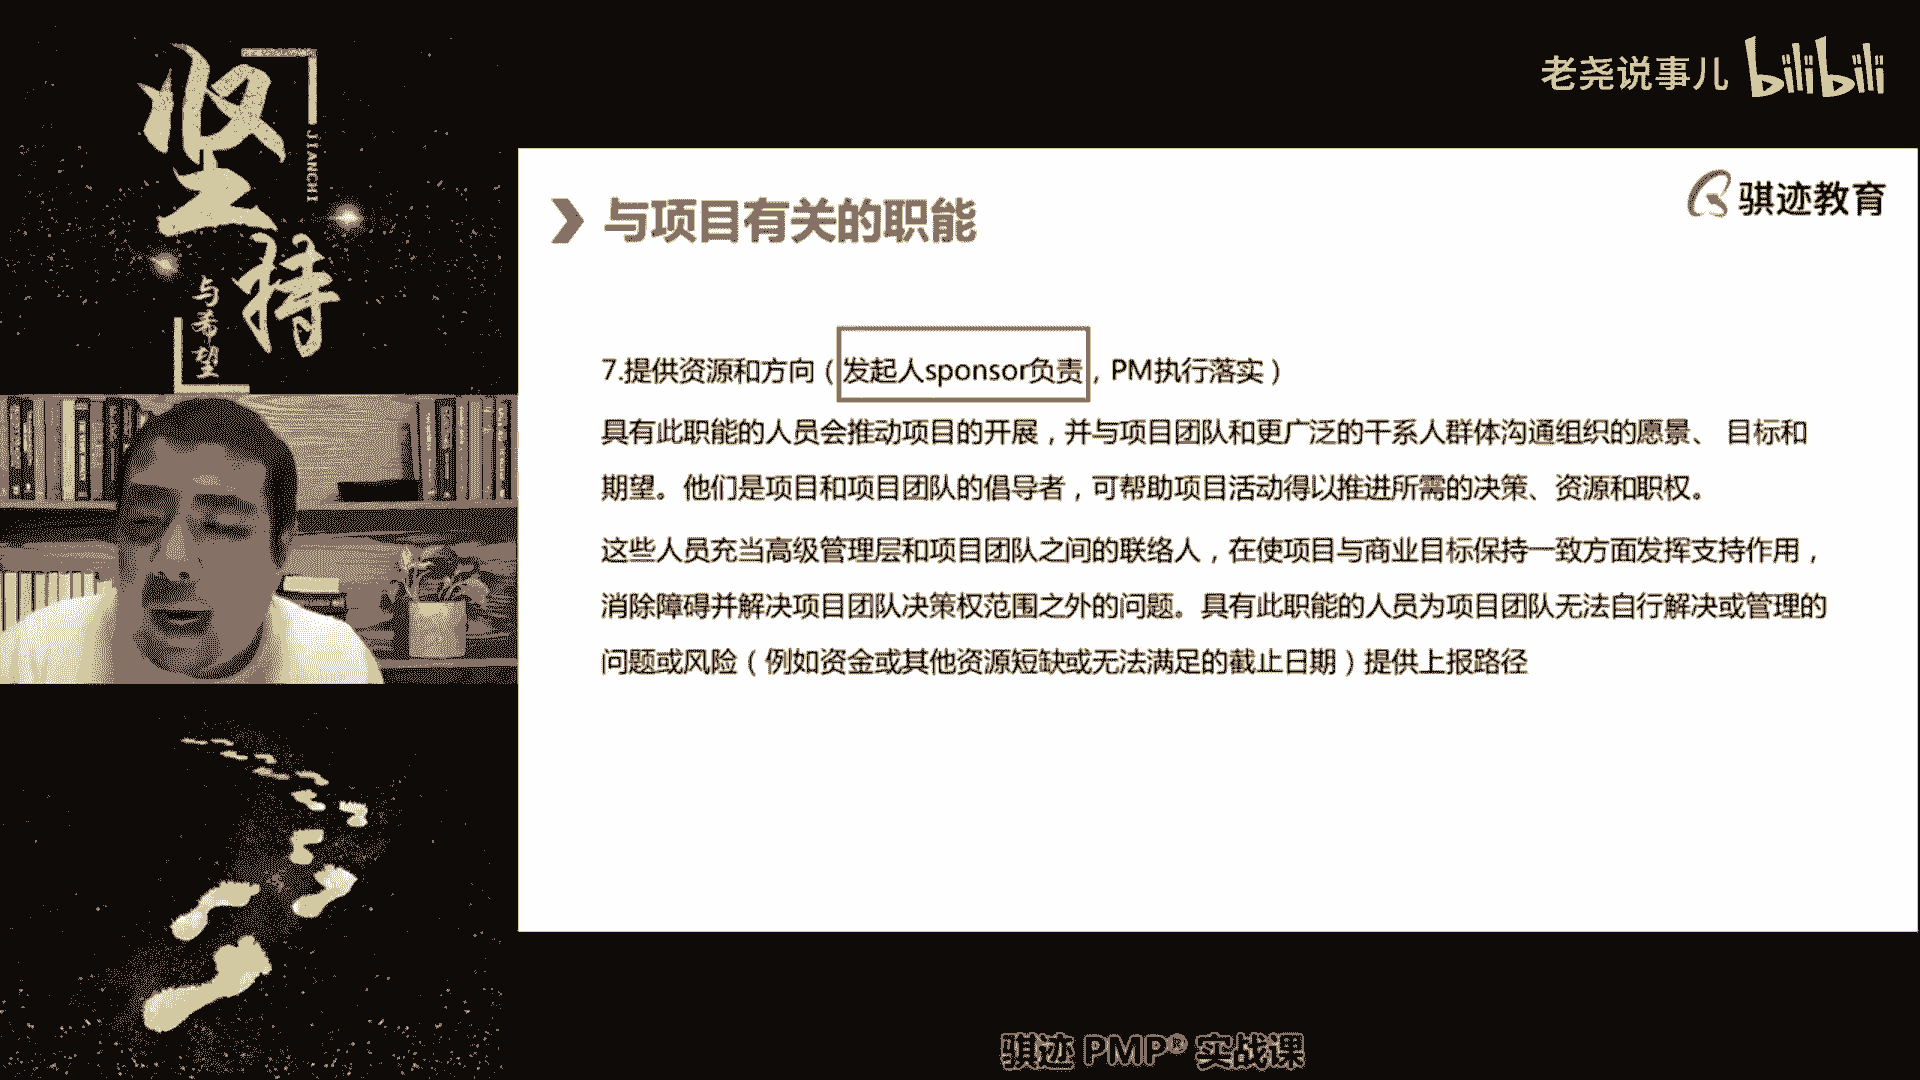 坚持
JIANCHI
与希望
老尧说事儿 bilibili
骐迹教育
与项目有关的职能
7.提供资源和方向（发起人sponsor负责，PM执行落实）
具有此职能的人员会推动项目的开展，并与项目团队和更广泛的干系人群体沟通组织的愿景、 目标和
期望。他们是项目和项目团队的倡导者，可帮助项目活动得以推进所需的决策、资源和职权。
这些人员充当高级管理层和项目团队之间的联络人，在使项目与商业目标保持一致方面发挥支持作用，
消除障碍并解决项目团队决策权范围之外的问题。具有此职能的人员为项目团队无法自行解决或管理的
问题或风险（例如资金或其他资源短缺或无法满足的截止日期）提供上报路径
骐迹 PMP® 实战课